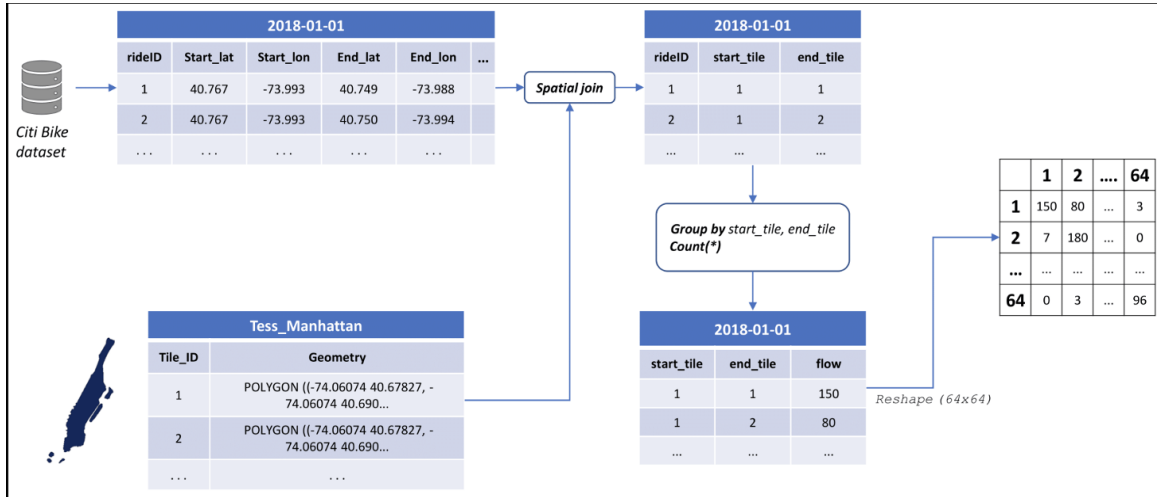 2018-01-01
rideID Start_lat Start_lon End_lat End_lon ...
1 40.767 -73.993 40.749 -73.988
2 40.767 -73.993 40.750 -73.994
... ... ... ... ...
Citi Bike
dataset
Spatial join
2018-01-01
rideID start_tile end_tile
1 1 1
2 1 2
... ... ...
Group by start_tile, end_tile
Count(*)
Tess_Manhattan
Tile_ID Geometry
1 POLYGON ((-74.06074 40.67827, -
74.06074 40.690...
2 POLYGON ((-74.06074 40.67827, -
74.06074 40.690...
... ...
2018-01-01
start_tile end_tile flow
1 1 150
1 2 80
... ... ...
Reshape (64x64)
1 2 .... 64
1 150 80 ... 3
2 7 180 ... 0
... ... ... ... ...
64 0 3 ... 96